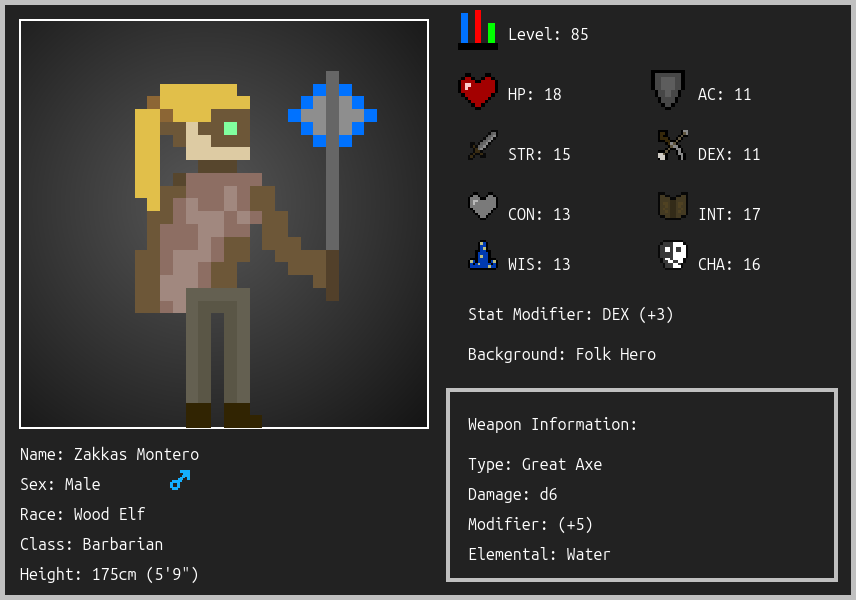 Level: 85
HP: 18
AC: 11
STR: 15
DEX: 11
CON: 13
INT: 17
WIS: 13
CHA: 16
Stat Modifier: DEX (+3)
Background: Folk Hero
Weapon Information:
Type: Great Axe
Damage: d6
Modifier: (+5)
Elemental: Water
Name: Zakkas Montero
Sex: Male
Race: Wood Elf
Class: Barbarian
Height: 175cm (5'9")